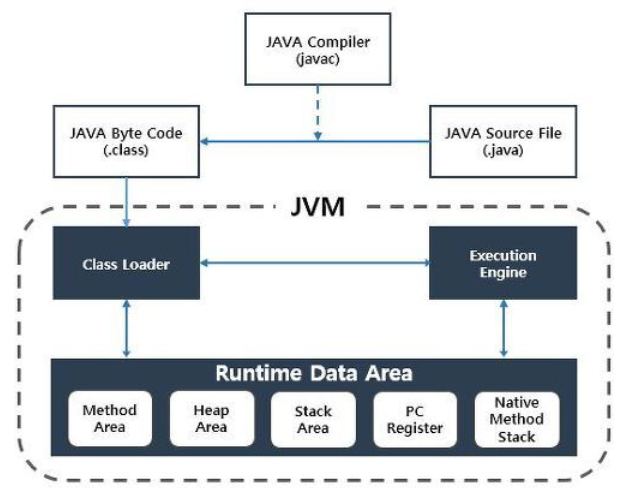 JAVA Compiler
(javac)
JAVA Byte Code
(.class)
JAVA Source File
(.java)
JVM
Class Loader
Execution
Engine
Runtime Data Area
Method
Area
Heap
Area
Stack
Area
PC
Register
Native
Method
Stack